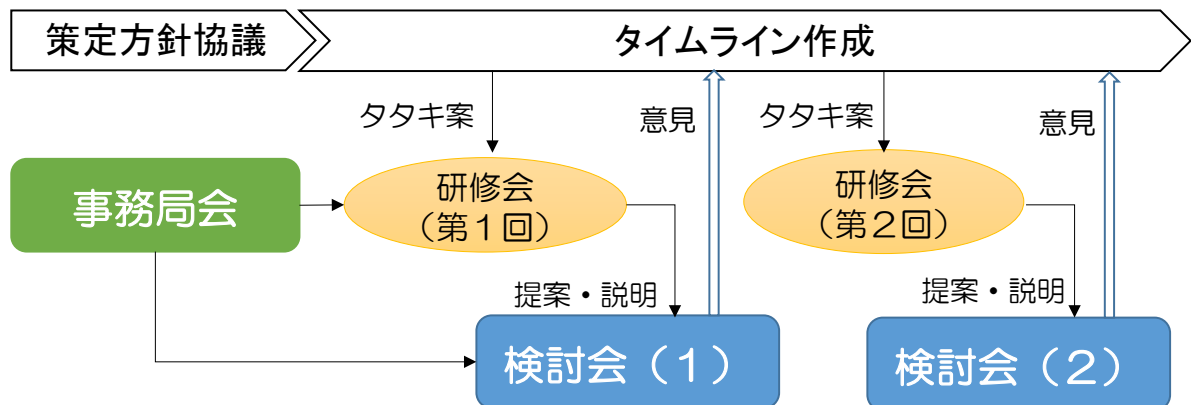 策定方針協議
タイムライン作成
タタキ案
意見
タタキ案
意見
事務局会
研修会
（第１回）
研修会
（第２回）
提案・説明
提案・説明
検討会（１）
検討会（２）